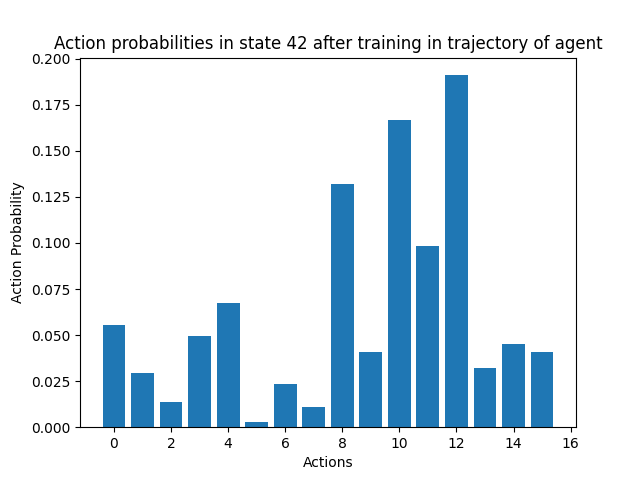 Action probabilities in state 42 after training in trajectory of agent
0.200
0.175
0.150
0.125
0.100
0.075
0.050
0.025
0.000
Action Probability
0 2 4 6 8 10 12 14 16
Actions